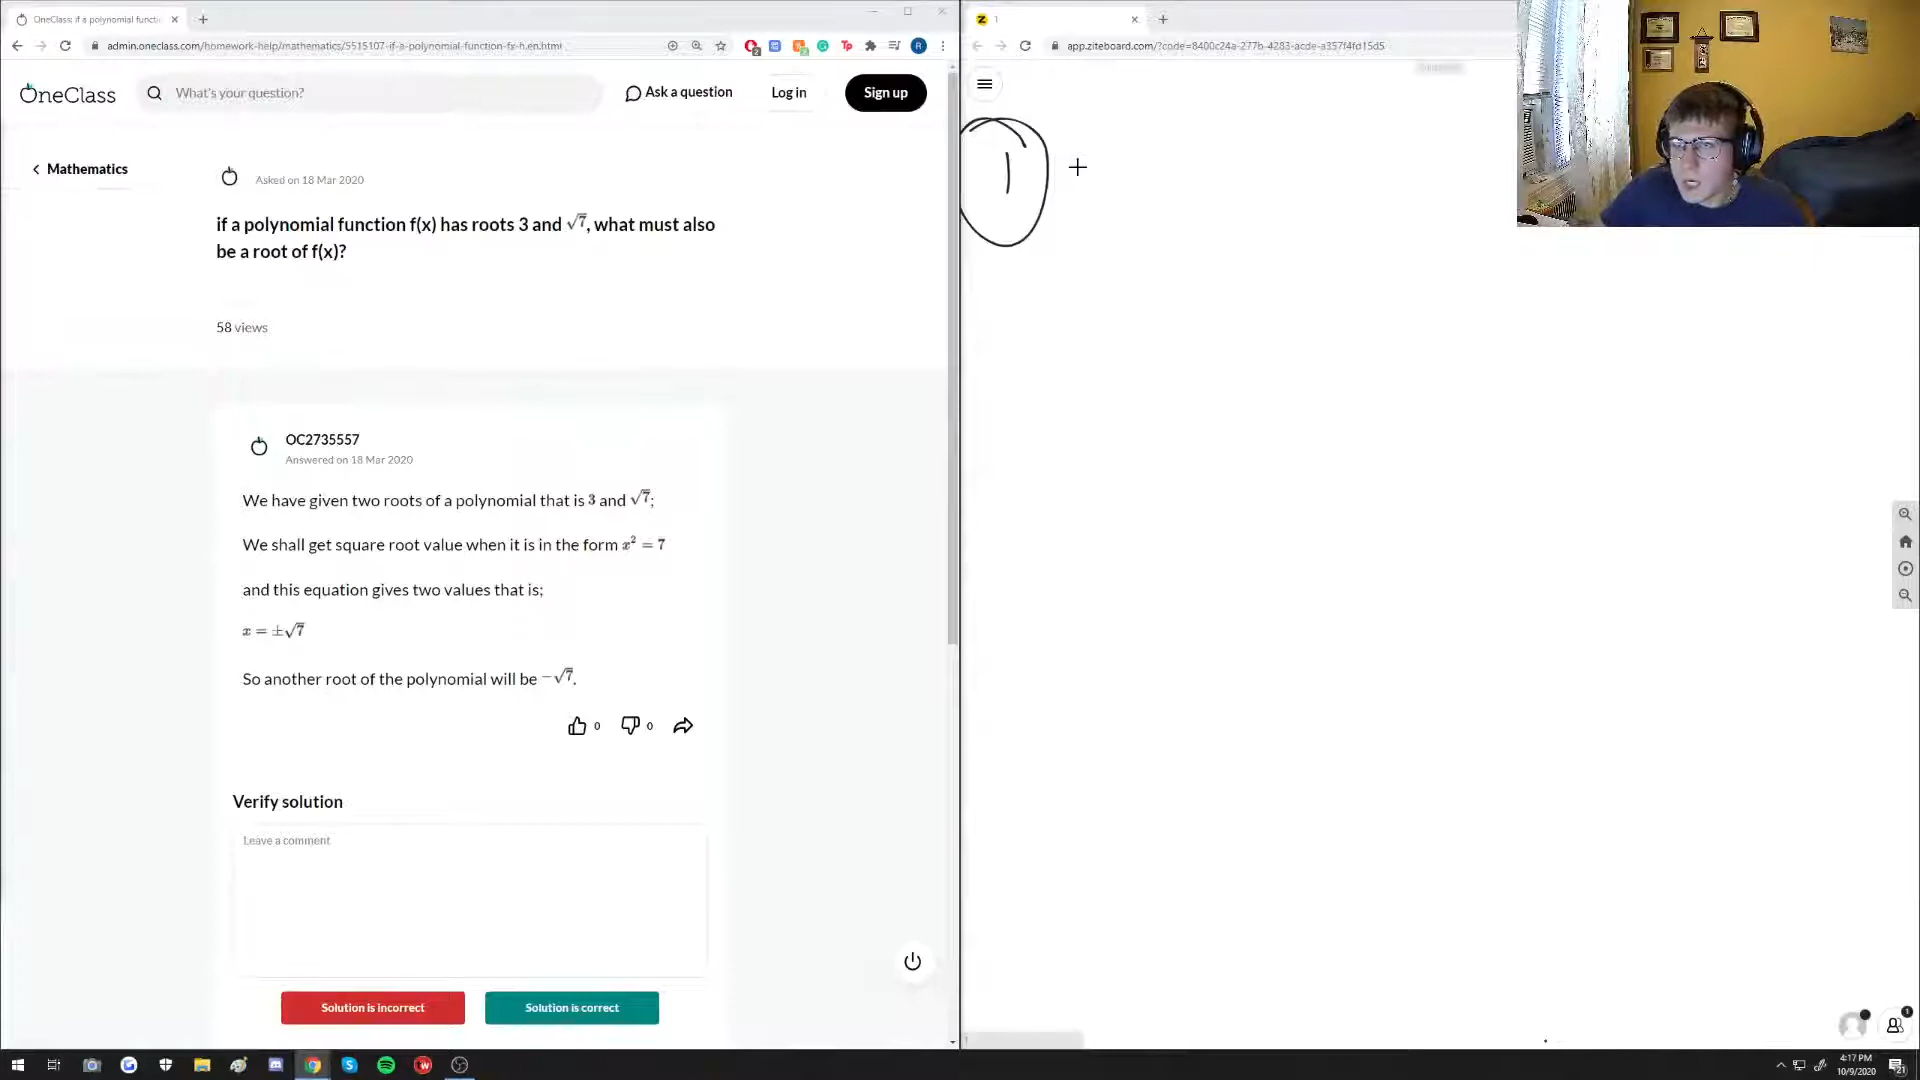 OneClass: if a polynomial functi
1
admin.oneclass.com/homework-help/mathematics/5515107-if-a-polynomial-function-fx-h.en.html
app.ziteboard.com/?code=8400c24a-277b-4283-acde-a357f4fd15d5
OneClass
What's your question?
Ask a question
Log in
Sign up
Mathematics
Asked on 18 Mar 2020
if a polynomial function f(x) has roots 3 and √7, what must also
be a root of f(x)?
58 views
1
OC2735557
Answered on 18 Mar 2020
We have given two roots of a polynomial that is 3 and √7;
We shall get square root value when it is in the form x² = 7
and this equation gives two values that is;
x = ±√7
So another root of the polynomial will be −√7.
0
0
Verify solution
Leave a comment
Solution is incorrect
Solution is correct
1
4:17 PM
10/9/2020
21